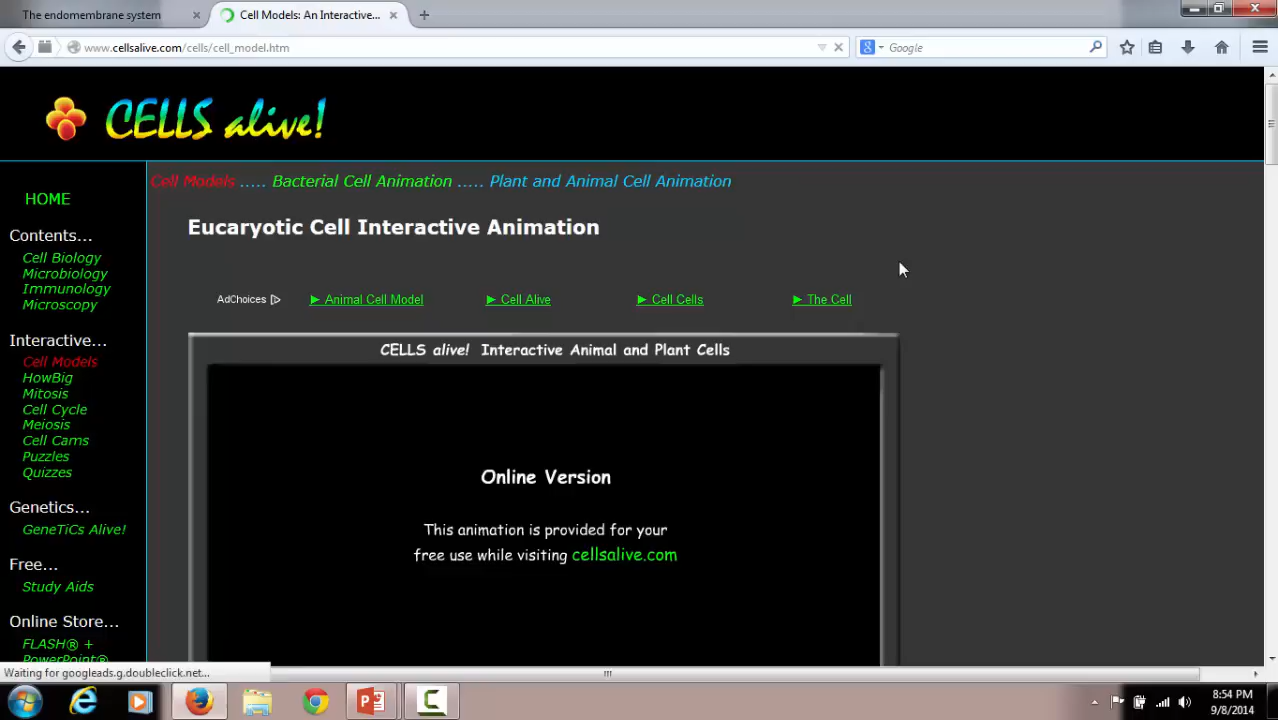 The endomembrane system
Cell Models: An Interactive...
www.cellsalive.com/cells/cell_model.htm
Google
CELLS alive!
Cell Models ..... Bacterial Cell Animation ..... Plant and Animal Cell Animation
HOME
Contents...
Cell Biology
Microbiology
Immunology
Microscopy
Interactive...
Cell Models
HowBig
Mitosis
Cell Cycle
Meiosis
Cell Cams
Puzzles
Quizzes
Genetics...
GeneTiCs Alive!
Free...
Study Aids
Online Store...
FLASH® +
PowerPoint®
Eucaryotic Cell Interactive Animation
AdChoices
Animal Cell Model
Cell Alive
Cell Cells
The Cell
CELLS alive! Interactive Animal and Plant Cells
Online Version
This animation is provided for your
free use while visiting cellsalive.com
Waiting for googleads.g.doubleclick.net...
8:54 PM
9/8/2014